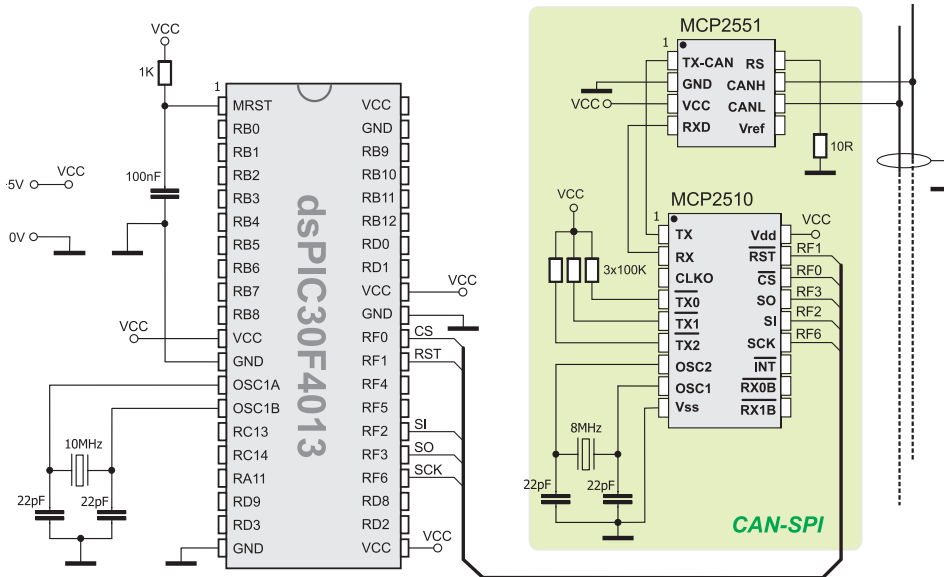 VCC
1K
1
MRST
RB0
RB1
RB2
RB3
RB4
RB5
RB6
RB7
RB8
VCC
GND
OSC1A
OSC1B
RC13
RC14
RA11
RD9
RD3
GND
dsPIC30F4013
VCC
GND
RB9
RB10
RB11
RB12
RD0
RD1
VCC
GND
RF0
RF1
RF4
RF5
RF2
RF3
RF6
RD8
RD2
VCC
100nF
-5V
VCC
0V
VCC
10MHz
22pF
22pF
VCC
CS
RST
SI
SO
SCK
VCC
MCP2551
1
TX-CAN
GND
VCC
RXD
RS
CANH
CANL
Vref
VCC
10R
MCP2510
1
TX
RX
CLKO
TX0
TX1
TX2
OSC2
OSC1
Vss
Vdd
RST
CS
SO
SI
SCK
INT
RX0B
RX1B
VCC
RF1
RF0
RF3
RF2
RF6
VCC
3x100K
8MHz
22pF
22pF
CAN-SPI